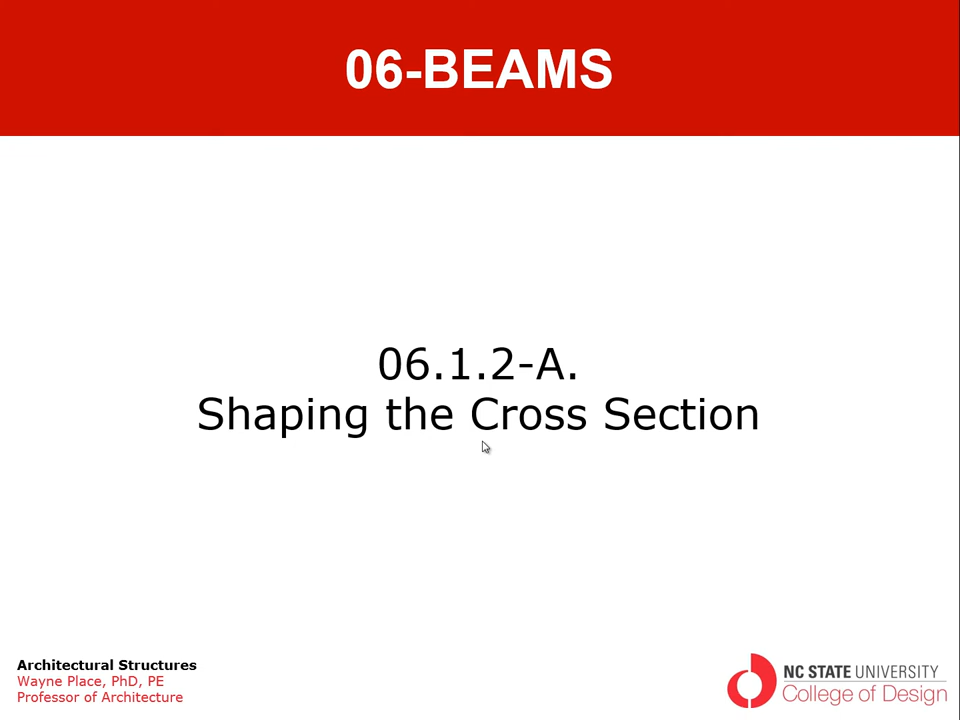 06-BEAMS
06.1.2-A.
Shaping the Cross Section
Architectural Structures
Wayne Place, PhD, PE
Professor of Architecture
NC STATE UNIVERSITY
College of Design